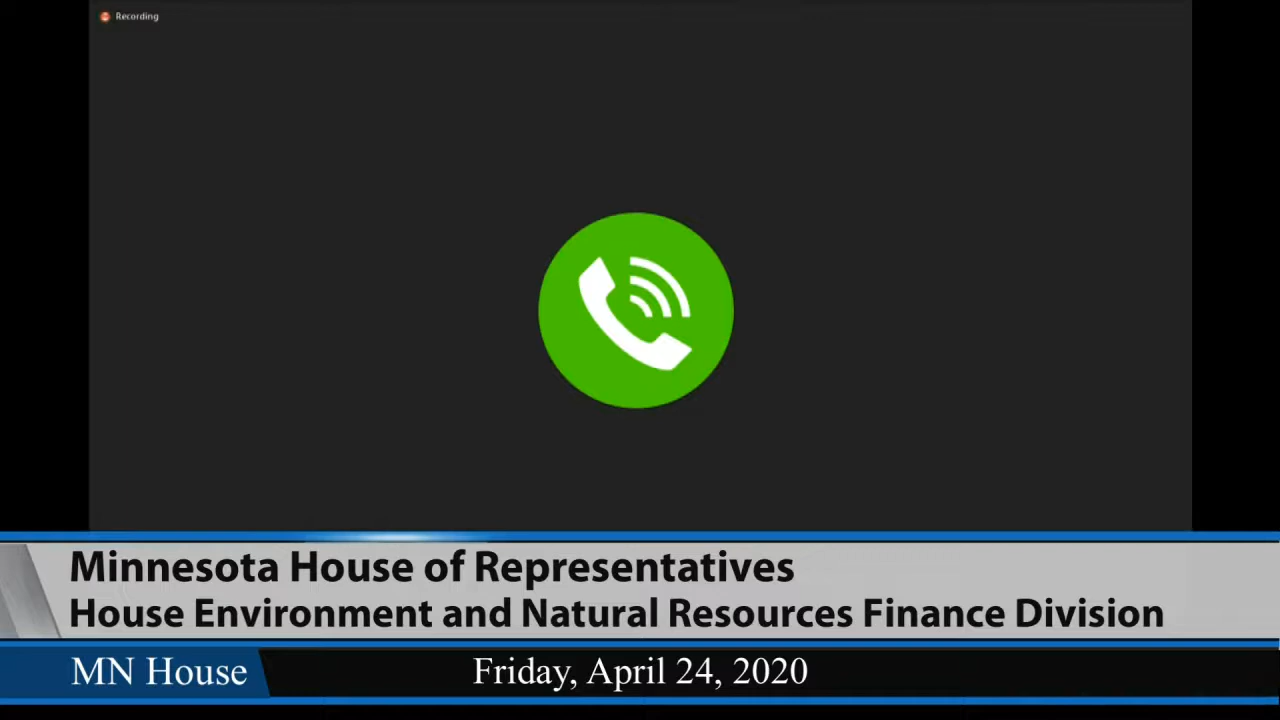 Recording
Minnesota House of Representatives
House Environment and Natural Resources Finance Division
MN House
Friday, April 24, 2020